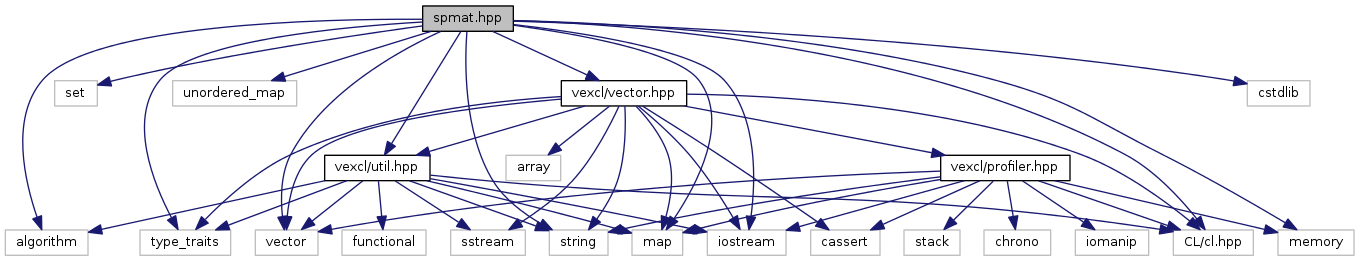 spmat.hpp
set
unordered_map
vexcl/vector.hpp
cstdlib
vexcl/util.hpp
array
vexcl/profiler.hpp
algorithm
type_traits
vector
functional
sstream
string
map
iostream
cassert
stack
chrono
iomanip
CL/cl.hpp
memory